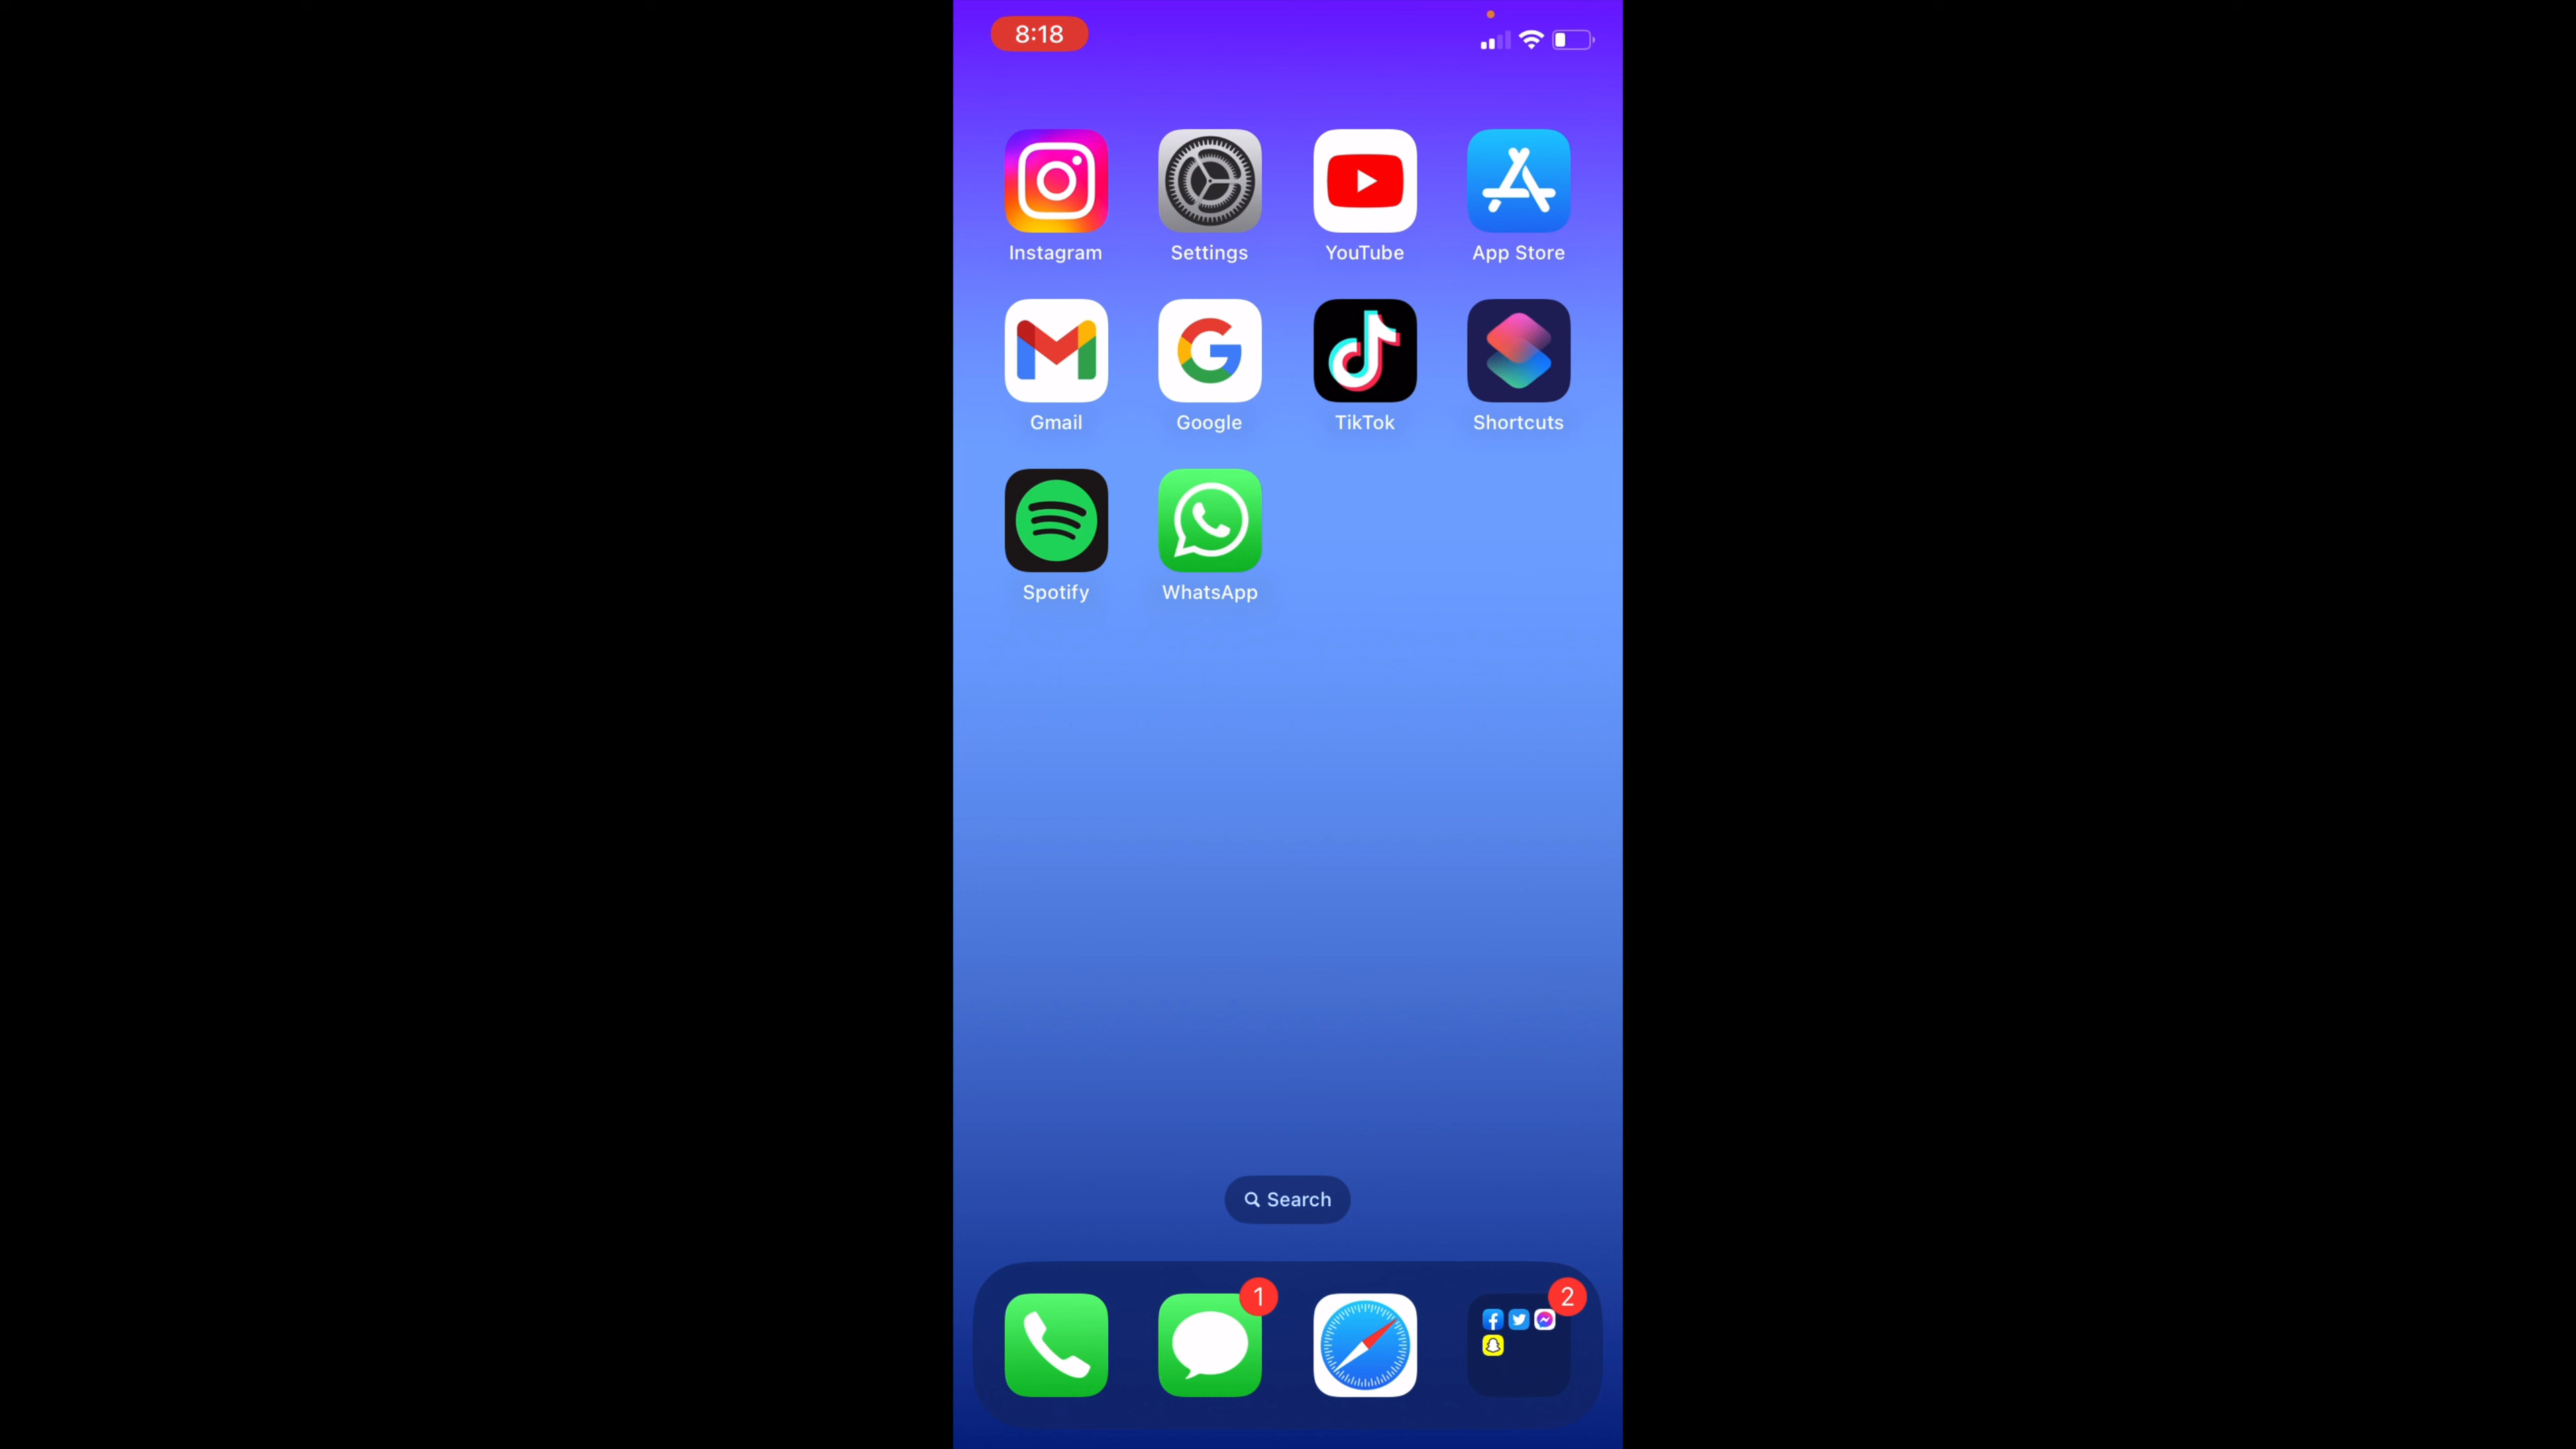 8:18
Instagram
Settings
YouTube
App Store
Gmail
Google
TikTok
Shortcuts
Spotify
WhatsApp
Search
1
2